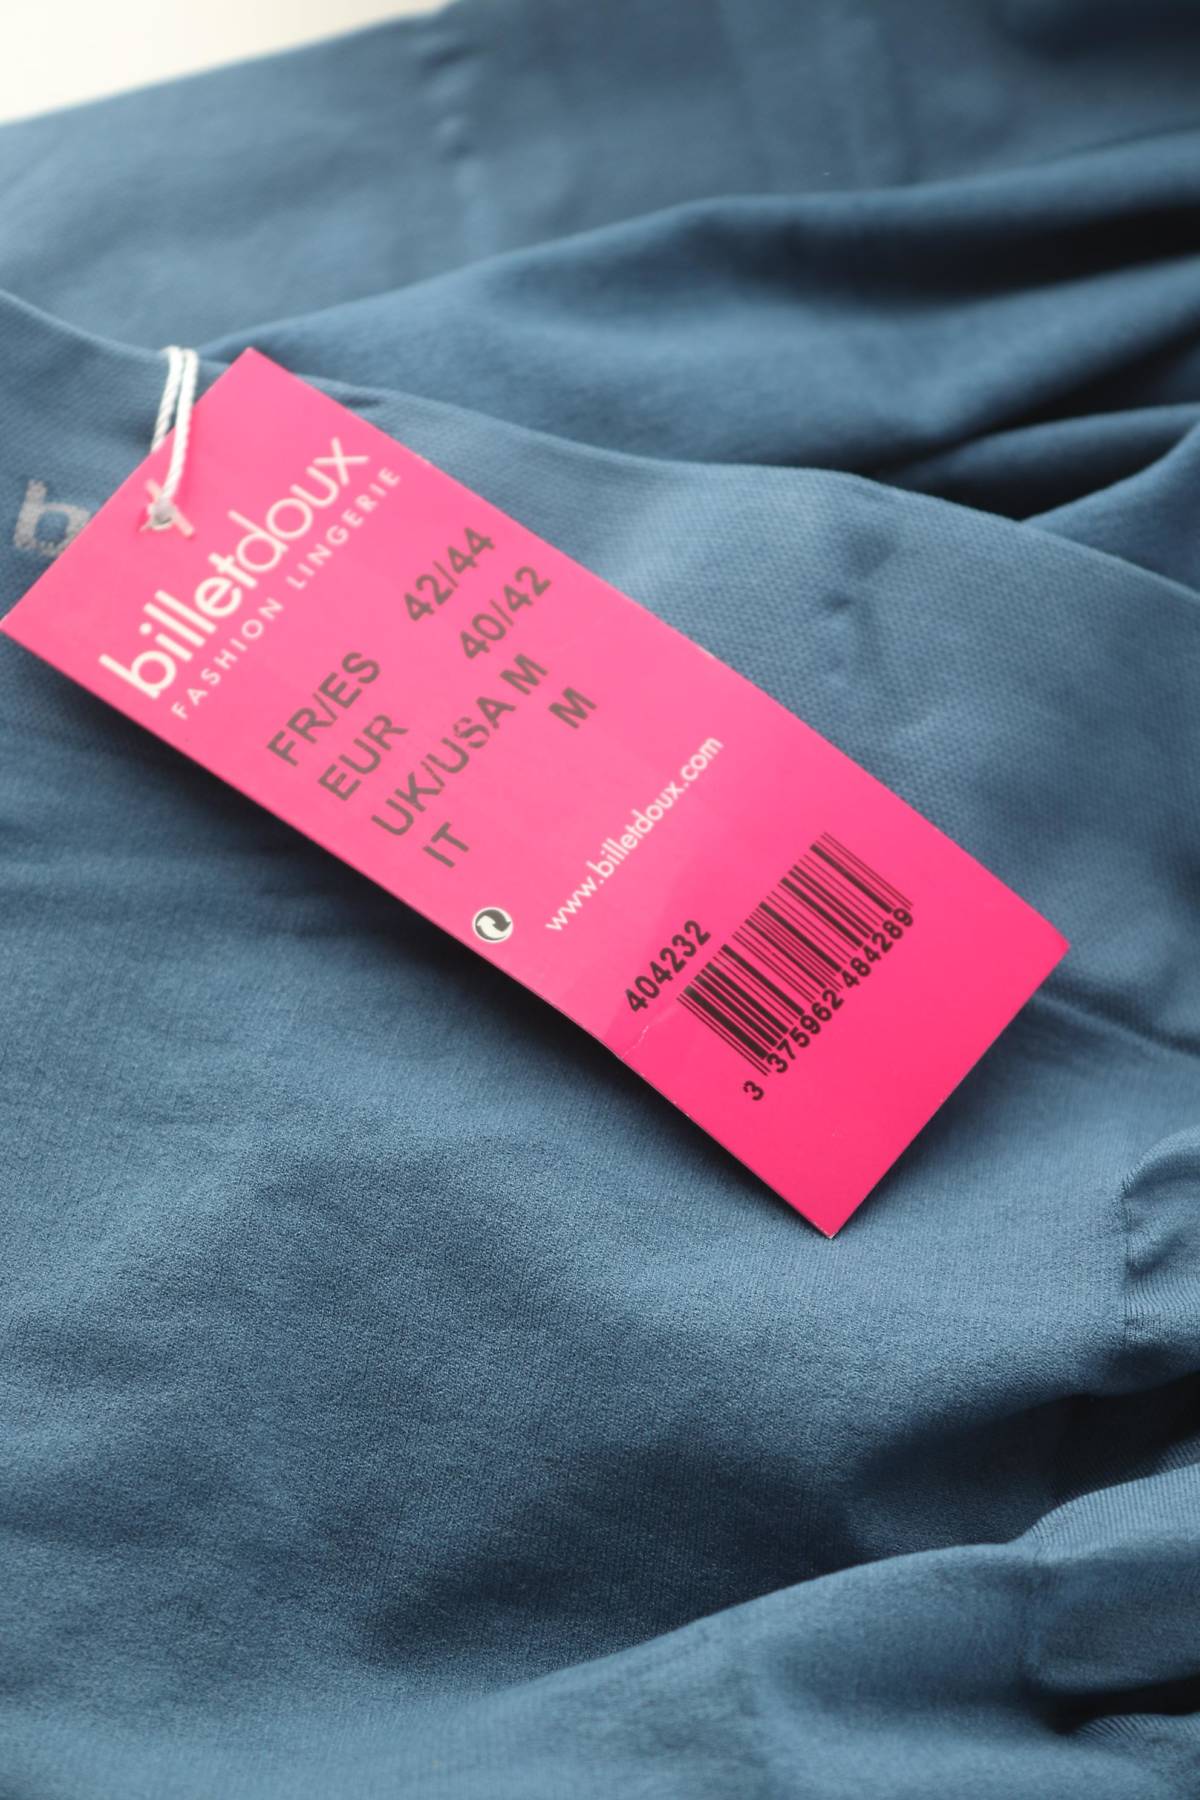 billetdoux
FASHION LINGERIE
FR/ES 42/44
EUR 40/42
UK/USA M
IT M
www.billetdoux.com
404232
3 375962 484289